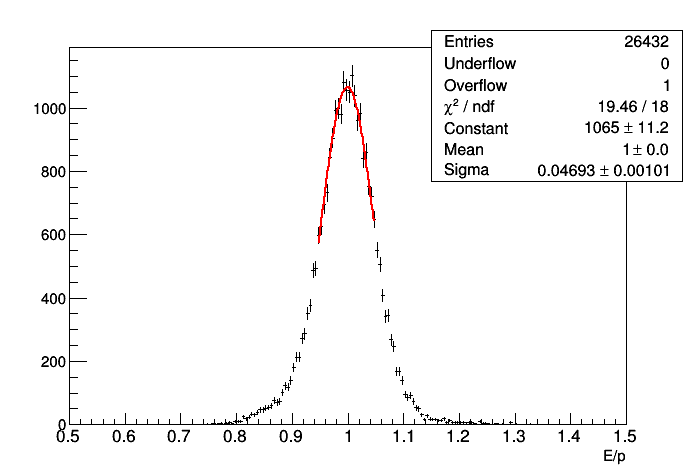 Entries 26432
Underflow 0
Overflow 1
χ² / ndf 19.46 / 18
Constant 1065 ± 11.2
Mean 1 ± 0.0
Sigma 0.04693 ± 0.00101
1000
800
600
400
200
0
0.5 0.6 0.7 0.8 0.9 1 1.1 1.2 1.3 1.4 1.5
E/p